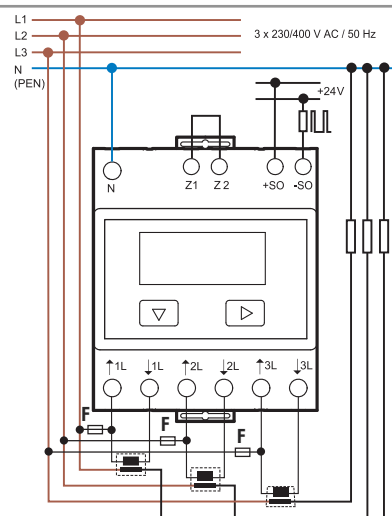 L1
L2
L3
N
(PEN)
3 x 230/400 V AC / 50 Hz
+24V
N
Z1
Z 2
+SO
-SO
↑1L
↓1L
↑2L
↓2L
↑3L
↓3L
F
F
F